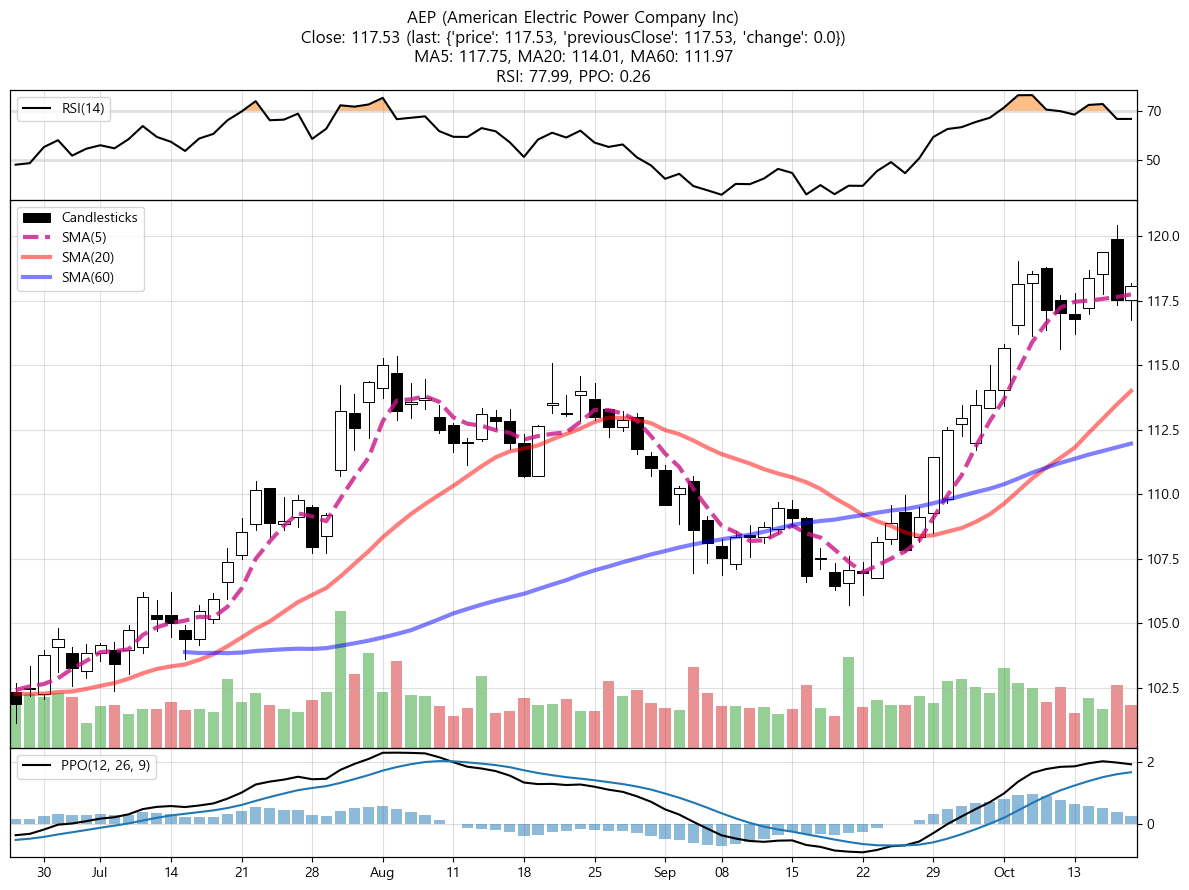 AEP (American Electric Power Company Inc)
Close: 117.53 (last: {'price': 117.53, 'previousClose': 117.53, 'change': 0.0})
MA5: 117.75, MA20: 114.01, MA60: 111.97
RSI: 77.99, PPO: 0.26
RSI(14)
70
50
Candlesticks
SMA(5)
SMA(20)
SMA(60)
120.0
117.5
115.0
112.5
110.0
107.5
105.0
102.5
PPO(12, 26, 9)
2
0
30 Jul 14 21 28 Aug 11 18 25 Sep 08 15 22 29 Oct 13